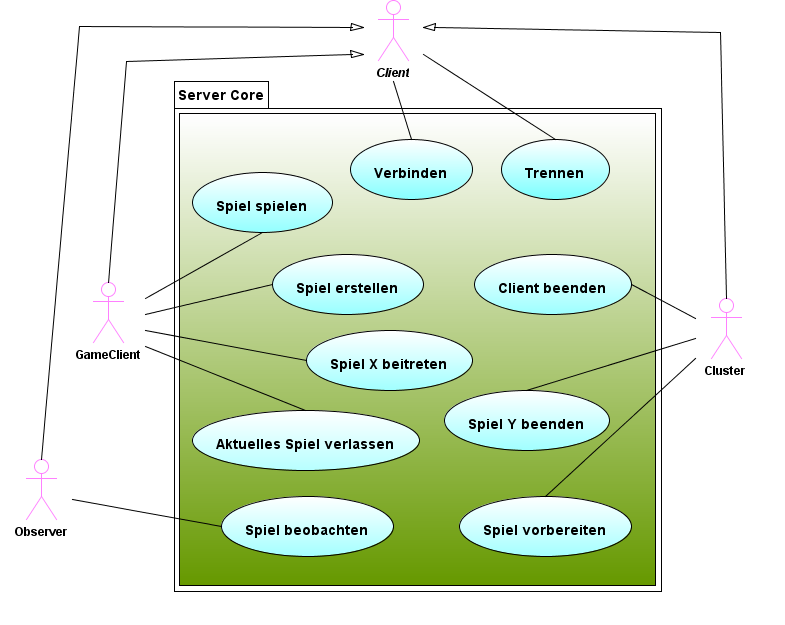 Client
Server Core
Verbinden
Trennen
Spiel spielen
Spiel erstellen
Client beenden
GameClient
Spiel X beitreten
Cluster
Spiel Y beenden
Aktuelles Spiel verlassen
Observer
Spiel beobachten
Spiel vorbereiten